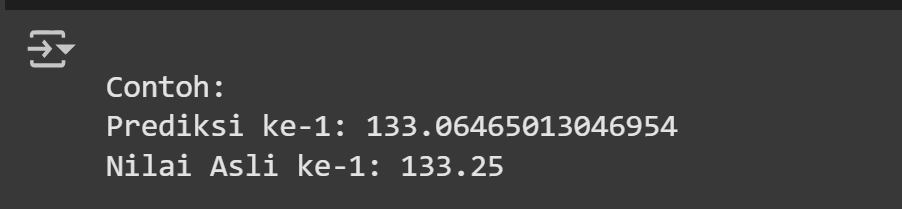 Contoh:
Prediksi ke-1: 133.06465013046954
Nilai Asli ke-1: 133.25